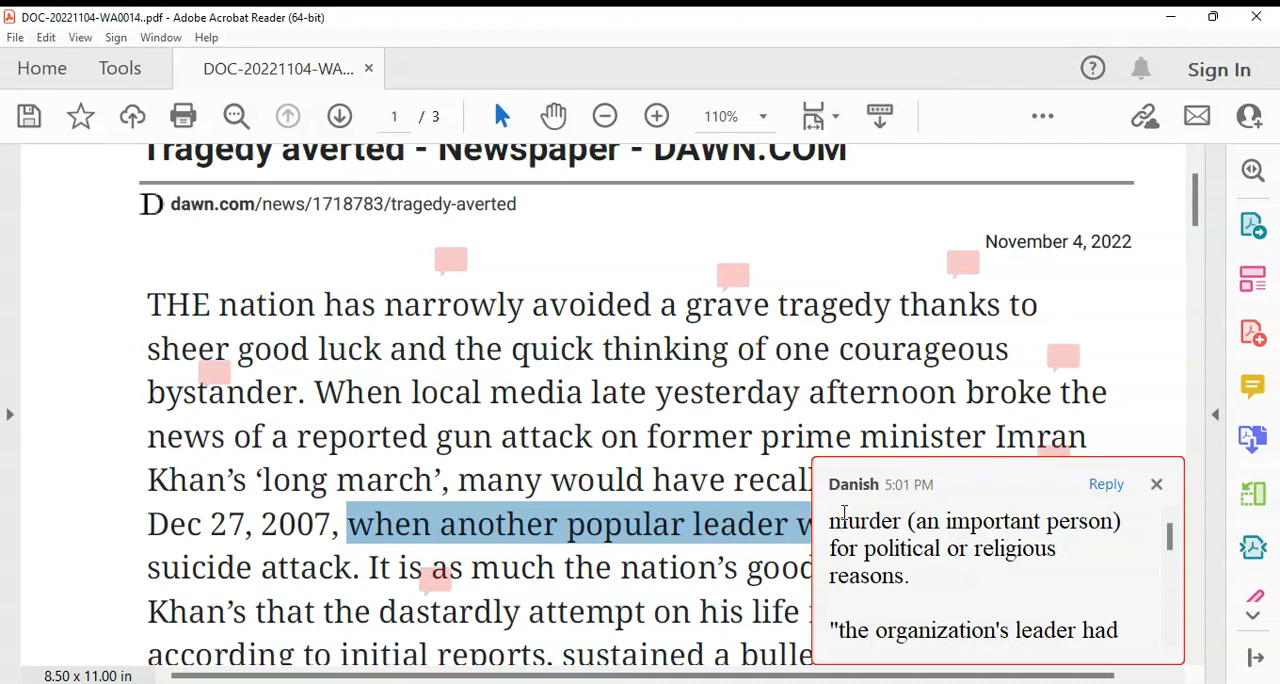 DOC-20221104-WA0014..pdf - Adobe Acrobat Reader (64-bit)
File Edit View Sign Window Help
Home Tools DOC-20221104-WA... × Sign In
1 / 3 110%
Tragedy averted - Newspaper - DAWN.COM
D dawn.com/news/1718783/tragedy-averted
November 4, 2022
THE nation has narrowly avoided a grave tragedy thanks to
sheer good luck and the quick thinking of one courageous
bystander. When local media late yesterday afternoon broke the
news of a reported gun attack on former prime minister Imran
Khan’s ‘long march’, many would have recall
Dec 27, 2007, when another popular leader w
suicide attack. It is as much the nation’s good
Khan’s that the dastardly attempt on his life
according to initial reports, sustained a bulle
Danish 5:01 PM Reply
murder (an important person)
for political or religious
reasons.
"the organization's leader had
8.50 x 11.00 in